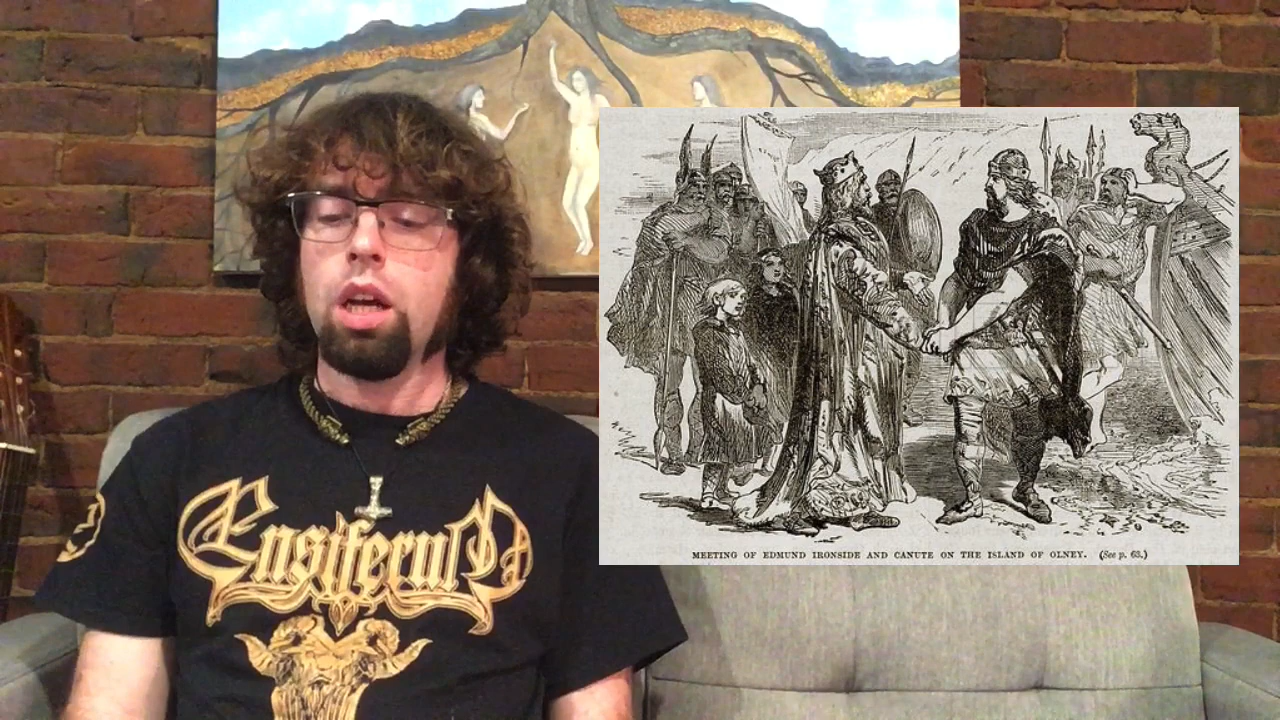 Ensiferum
MEETING OF EDMUND IRONSIDE AND CANUTE ON THE ISLAND OF OLNEY. (See p. 63.)